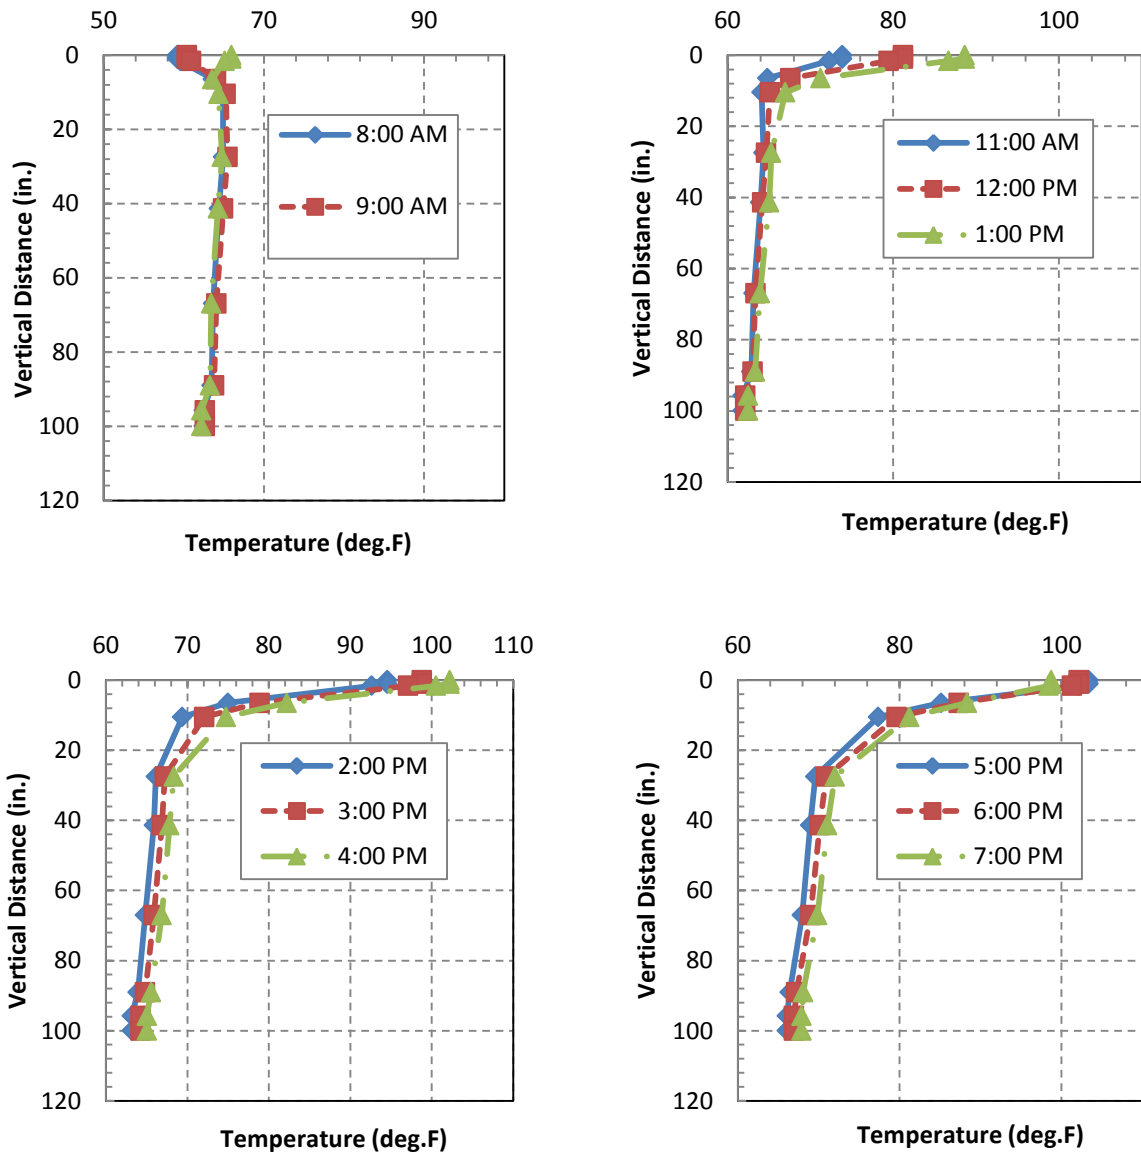 50 70 90
0
20
40
60
80
100
120
Vertical Distance (in.)
8:00 AM
9:00 AM
Temperature (deg.F)
60 80 100
0
20
40
60
80
100
120
Vertical Distance (in.)
11:00 AM
12:00 PM
1:00 PM
Temperature (deg.F)
60 70 80 90 100 110
0
20
40
60
80
100
120
Vertical Distance (in.)
2:00 PM
3:00 PM
4:00 PM
Temperature (deg.F)
60 80 100
0
20
40
60
80
100
120
Vertical Distance (in.)
5:00 PM
6:00 PM
7:00 PM
Temperature (deg.F)